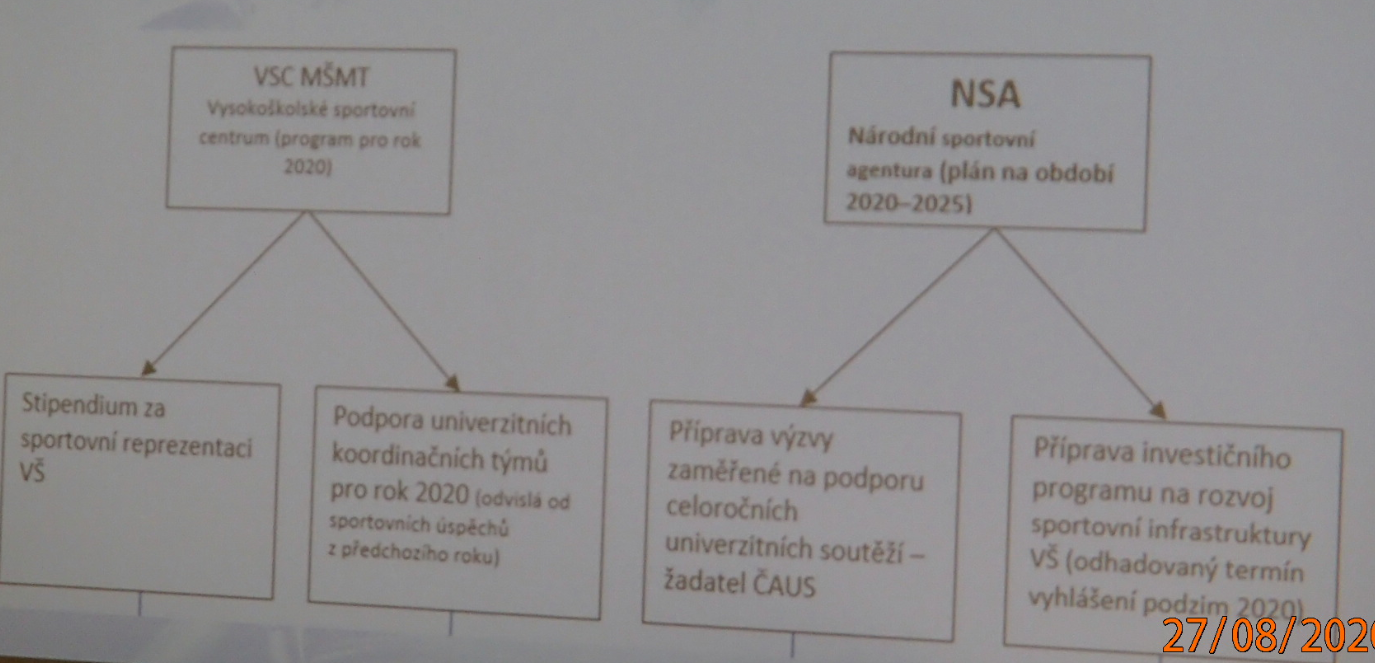 VSC MŠMT
Vysokoškolské sportovní
centrum (program pro rok
2020)
NSA
Národní sportovní
agentura (plán na období
2020–2025)
Stipendium za
sportovní reprezentaci
VŠ
Podpora univerzitních
koordinačních týmů
pro rok 2020 (odvislá od
sportovních úspěchů
z předchozího roku)
Příprava výzvy
zaměřené na podporu
celoročních
univerzitních soutěží –
žadatel ČAUS
Příprava investičního
programu na rozvoj
sportovní infrastruktury
VŠ (odhadovaný termín
vyhlášení podzim 2020)
27/08/2020